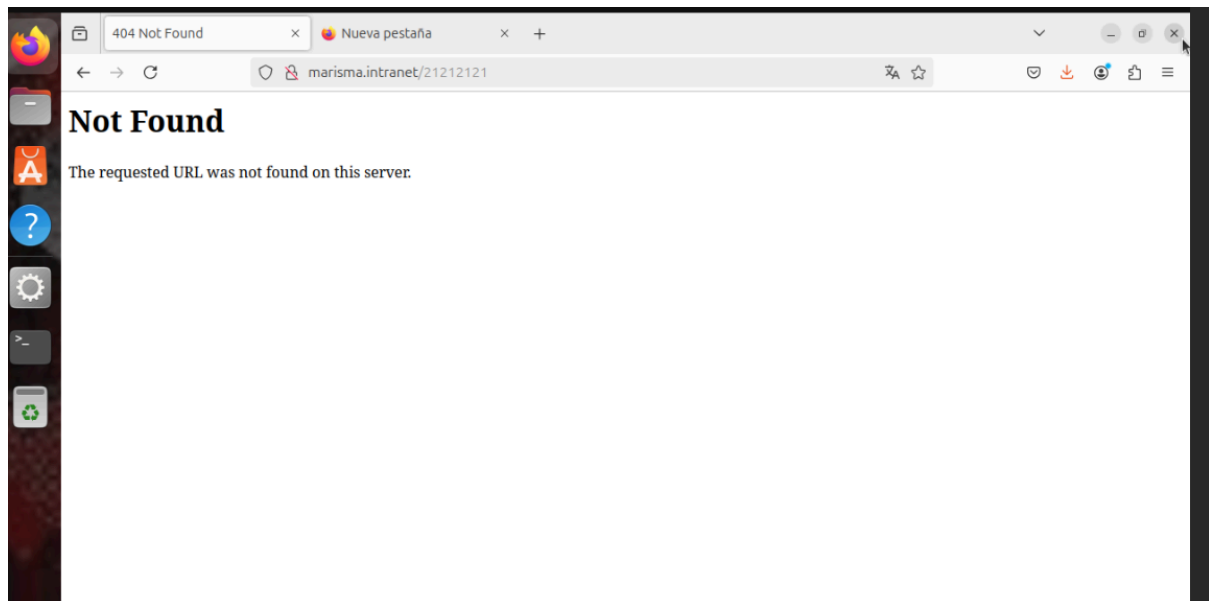 404 Not Found
Nueva pestaña
marisma.intranet/21212121
Not Found
The requested URL was not found on this server.